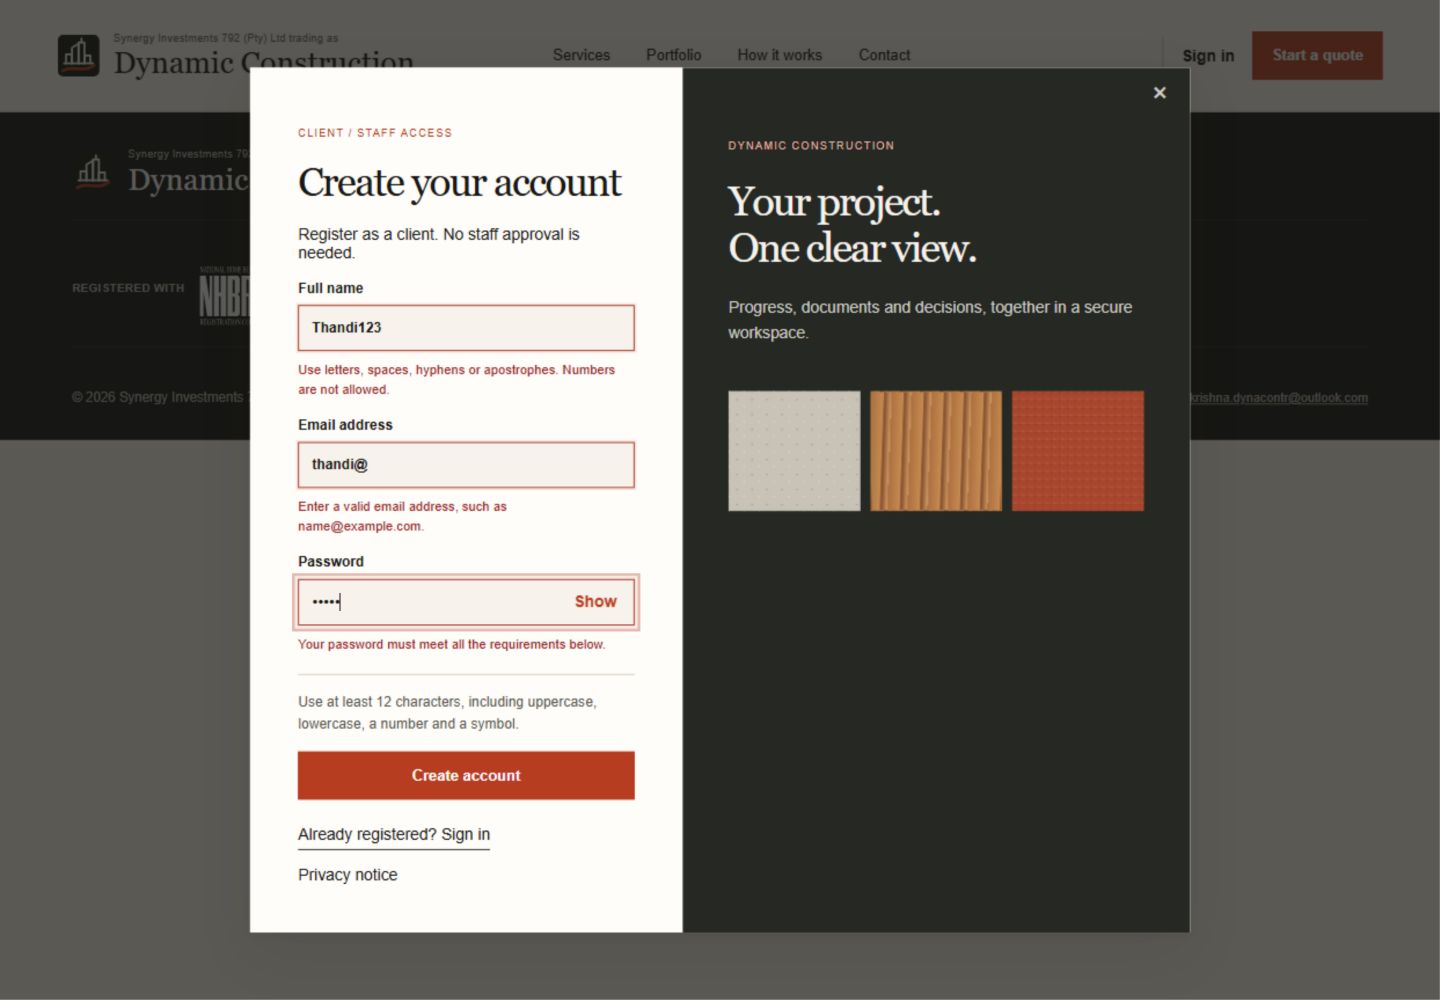 Synergy Investments 792 (Pty) Ltd trading as
Dynamic Construction
Services
Portfolio
How it works
Contact
Sign in
Start a quote
CLIENT / STAFF ACCESS
Create your account
Register as a client. No staff approval is
needed.
Full name
Thandi123
Use letters, spaces, hyphens or apostrophes. Numbers
are not allowed.
Email address
thandi@
Enter a valid email address, such as
name@example.com.
Password
•••••
Show
Your password must meet all the requirements below.
Use at least 12 characters, including uppercase,
lowercase, a number and a symbol.
Create account
Already registered? Sign in
Privacy notice
×
DYNAMIC CONSTRUCTION
Your project.
One clear view.
Progress, documents and decisions, together in a secure
workspace.
Synergy Investments
Dynamic
REGISTERED WITH
© 2026 Synergy Investments
krishna.dynacontr@outlook.com